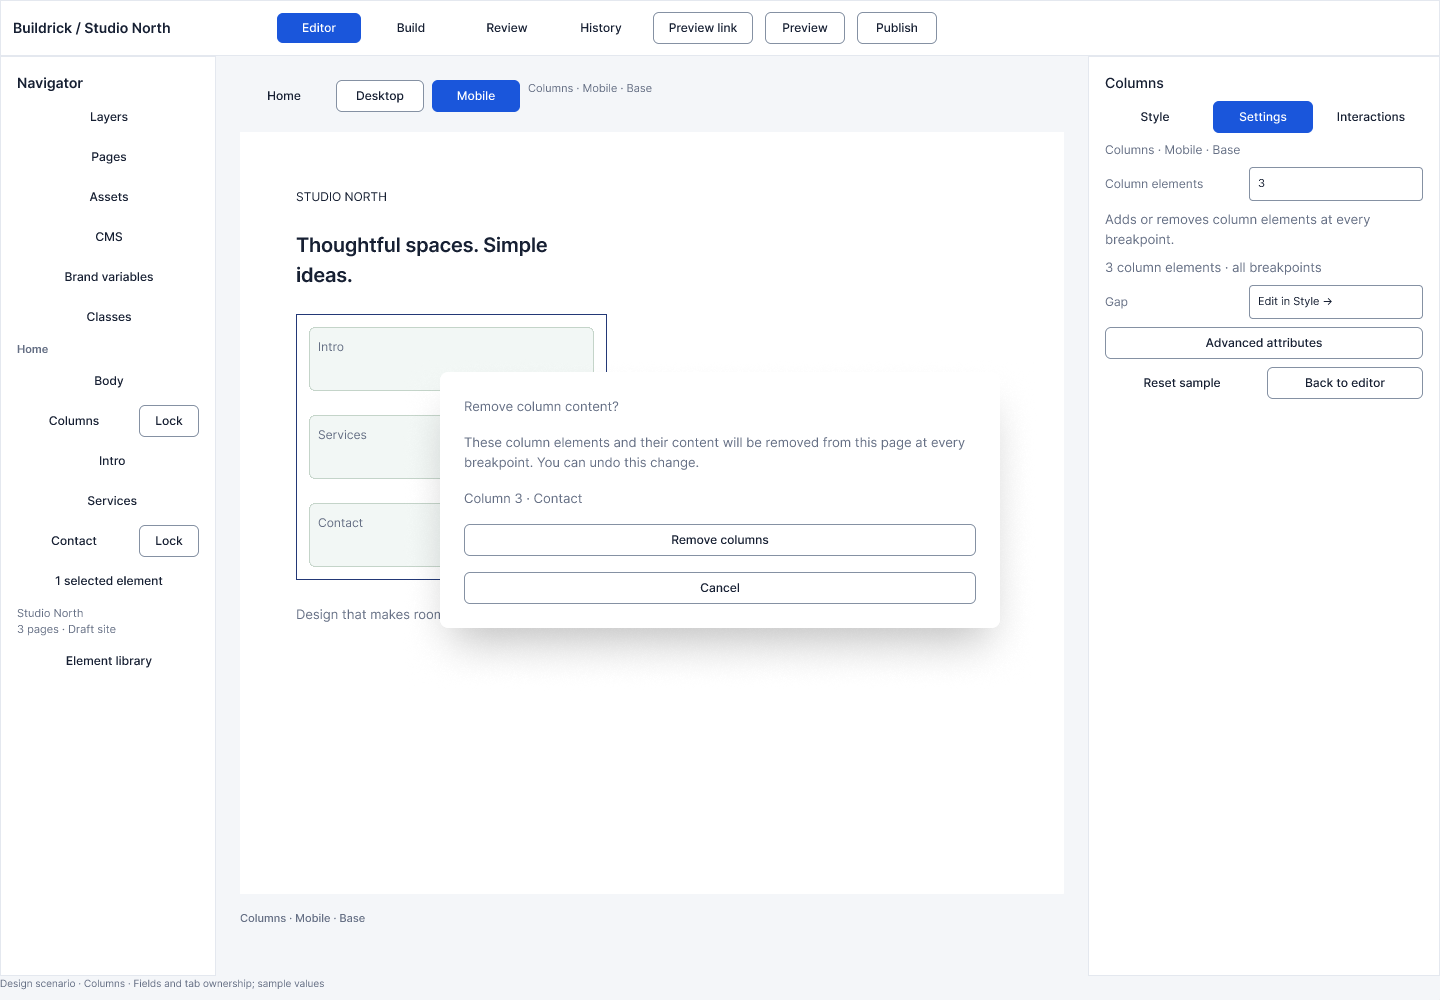 Buildrick / Studio North
Editor
Build
Review
History
Preview link
Preview
Publish
Navigator
Layers
Pages
Assets
CMS
Brand variables
Classes
Home
Body
Columns
Lock
Intro
Services
Contact
Lock
1 selected element
Studio North
3 pages · Draft site
Element library
Home
Desktop
Mobile
Columns · Mobile · Base
STUDIO NORTH
Thoughtful spaces. Simple
ideas.
Intro
Services
Contact
Design that makes room
Remove column content?
These column elements and their content will be removed from this page at every
breakpoint. You can undo this change.
Column 3 · Contact
Remove columns
Cancel
Columns · Mobile · Base
Columns
Style
Settings
Interactions
Columns · Mobile · Base
Column elements
3
Adds or removes column elements at every
breakpoint.
3 column elements · all breakpoints
Gap
Edit in Style →
Advanced attributes
Reset sample
Back to editor
Design scenario · Columns · Fields and tab ownership; sample values